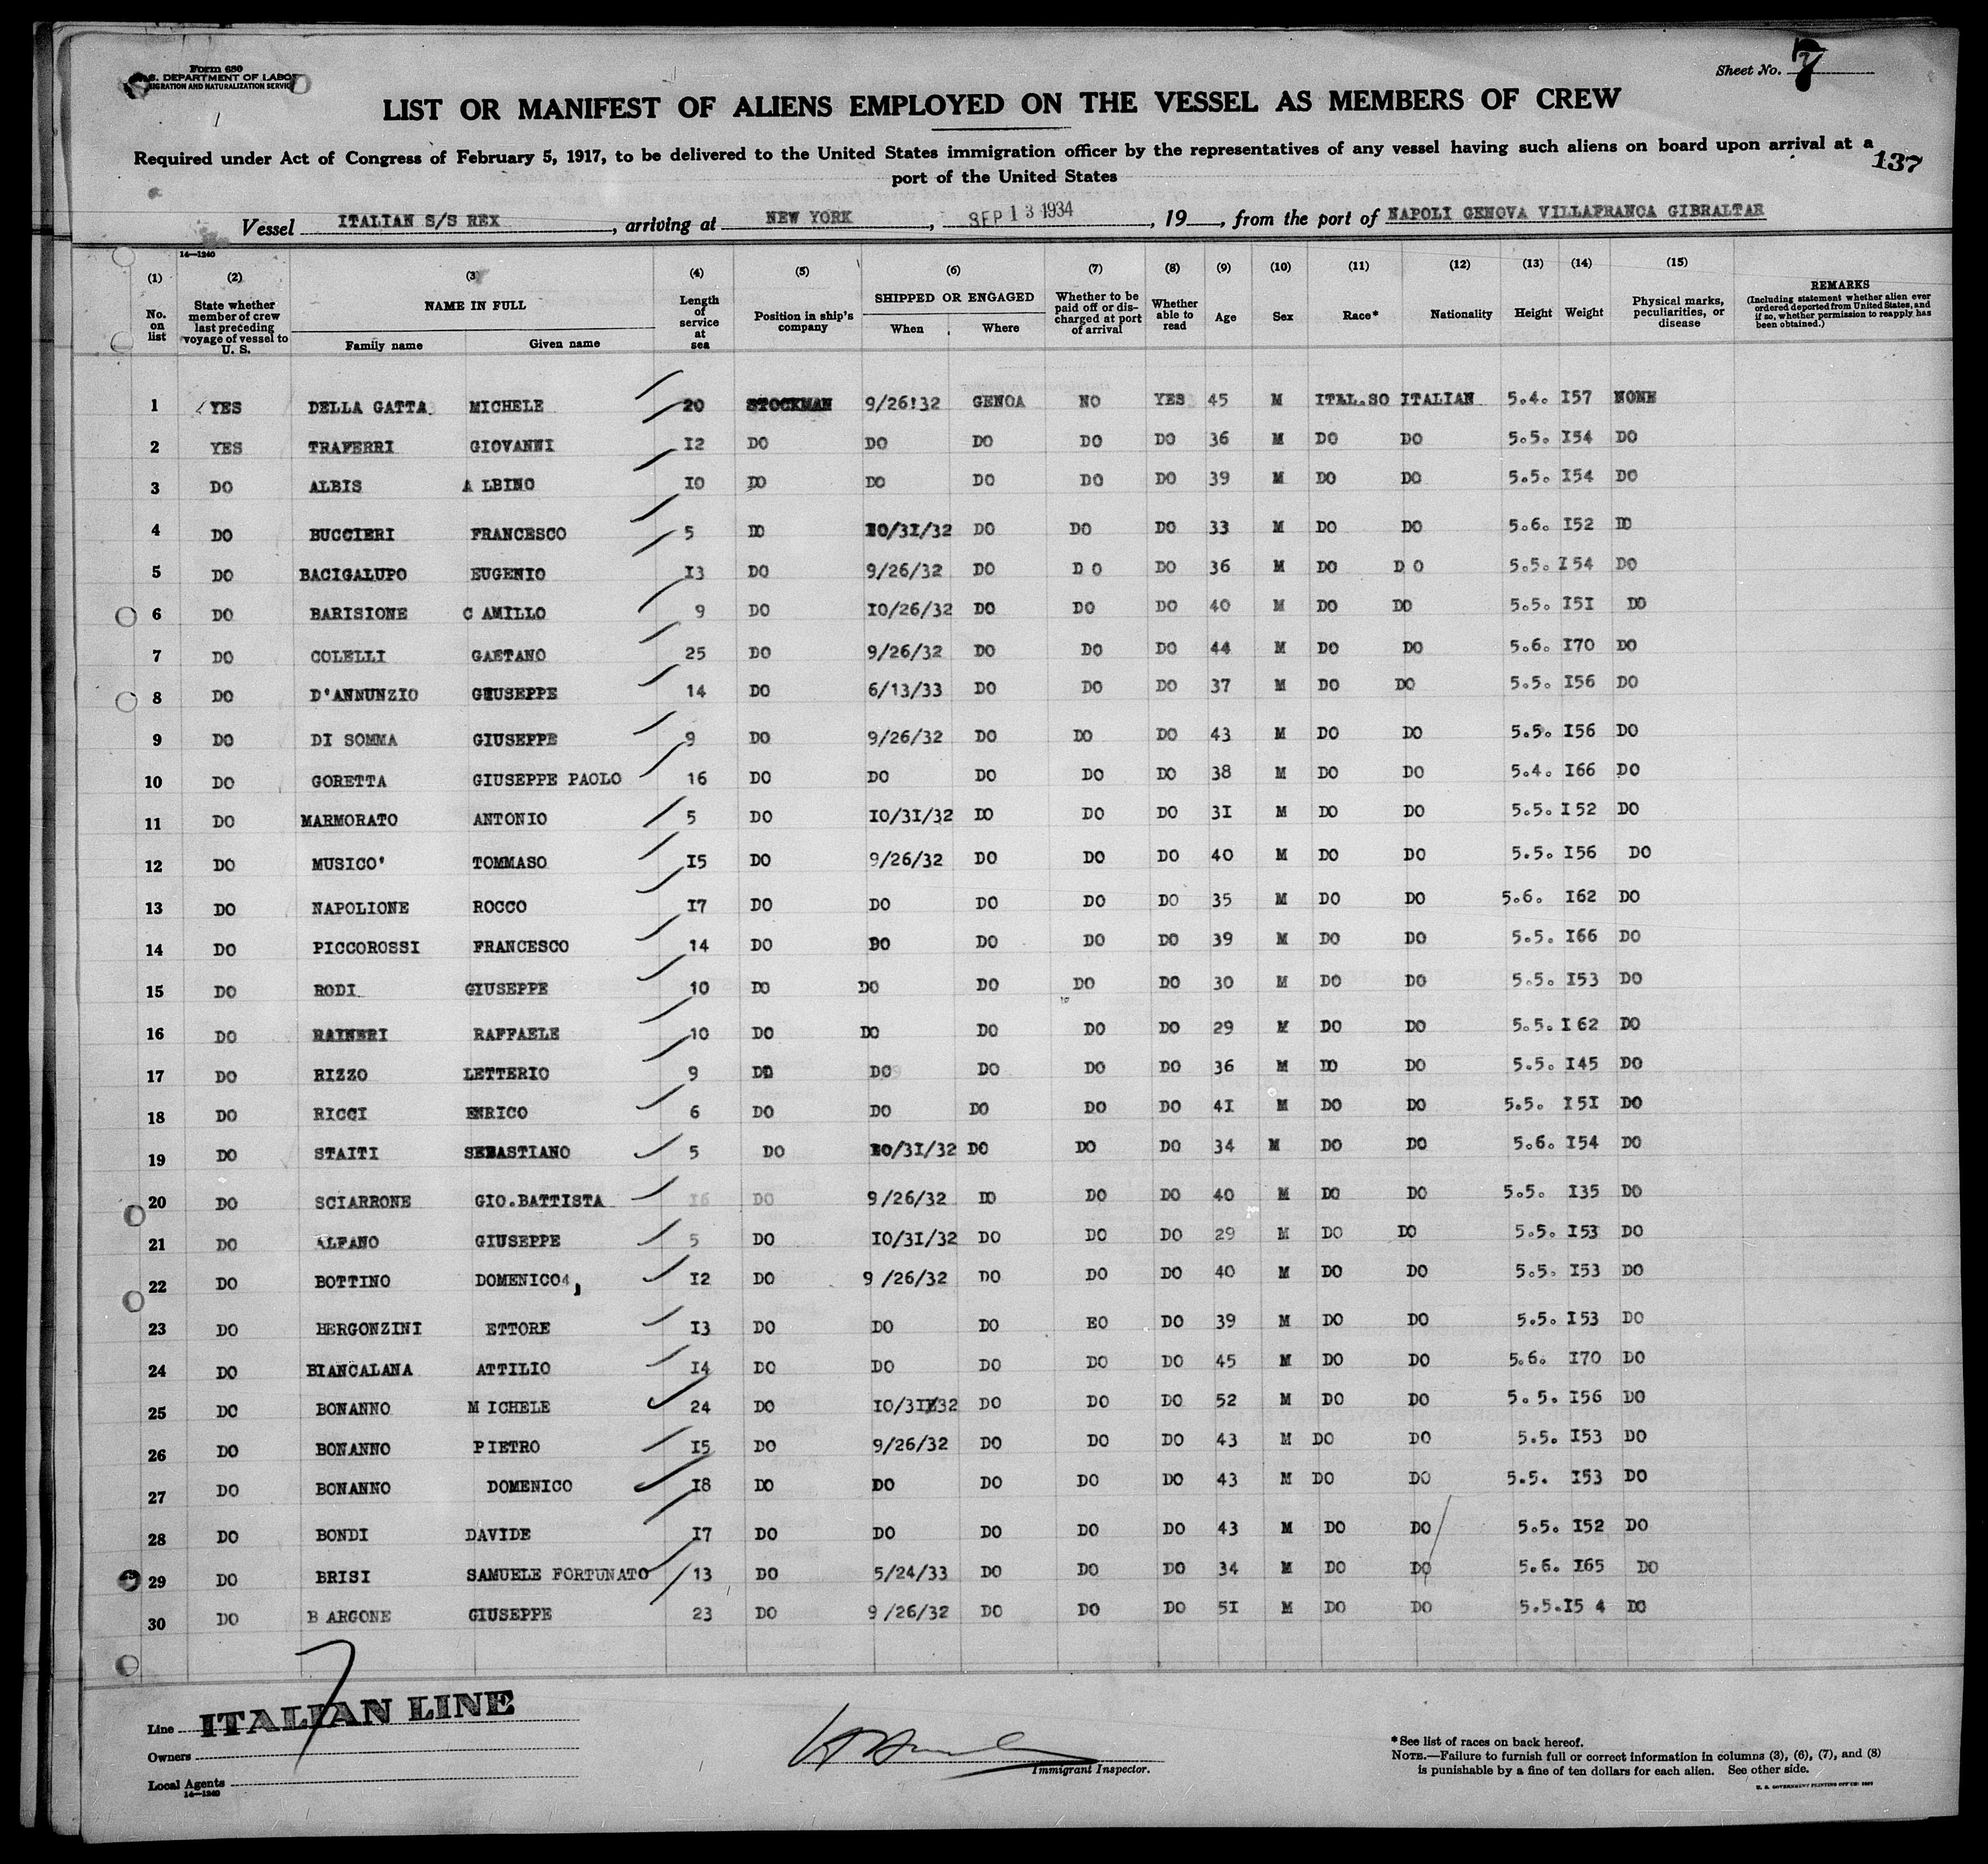 Form 680
U. S. DEPARTMENT OF LABOR
IMMIGRATION AND NATURALIZATION SERVICE
Sheet No. 7
LIST OR MANIFEST OF ALIENS EMPLOYED ON THE VESSEL AS MEMBERS OF CREW
Required under Act of Congress of February 5, 1917, to be delivered to the United States immigration officer by the representatives of any vessel having such aliens on board upon arrival at a
port of the United States
137
Vessel ITALIAN S/S REX, arriving at NEW YORK, SEP 13 1934, 19, from the port of NAPOLI GENOVA VILLAFRANCA GIBRALTAR
14—1240
(1) (2) (3) (4) (5) (6) (7) (8) (9) (10) (11) (12) (13) (14) (15)
No. on list State whether member of crew last preceding voyage of vessel to U. S. NAME IN FULL Family name Given name Length of service at sea Position in ship's company SHIPPED OR ENGAGED When Where Whether to be paid off or discharged at port of arrival Whether able to read Age Sex Race* Nationality Height Weight Physical marks, peculiarities, or disease REMARKS (Including statement whether alien ever ordered deported from United States, and if so, whether permission to reapply has been obtained.)
1 YES DELLA GATTA MICHELE 20 STOCKMAN 9/26!32 GENOA NO YES 45 M ITAL.SO ITALIAN 5.4. I57 NONE
2 YES TRAFERRI GIOVANNI I2 DO DO DO DO DO 36 M DO DO 5.5. I54 DO
3 DO ALBIS A LBINO IO DO DO DO DO DO 39 M DO DO 5.5. I54 DO
4 DO BUCCIERI FRANCESCO 5 DO IO/3I/32 DO DO DO 33 M DO DO 5.6. I52 DO
5 DO BACIGALUPO EUGENIO I3 DO 9/26/32 DO D O DO 36 M DO D O 5.5. I 54 DO
6 DO BARISIONE C AMILLO 9 DO IO/26/32 DO DO DO 40 M DO DO 5.5. I5I DO
7 DO COLELLI GAETANO 25 DO 9/26/32 DO DO DO 44 M DO DO 5.6. I70 DO
8 DO D'ANNUNZIO GIUSEPPE 14 DO 6/13/33 DO DO DO 37 M DO DO 5.5. I56 DO
9 DO DI SOMMA GIUSEPPE 9 DO 9/26/32 DO DO DO 43 M DO DO 5.5. I56 DO
10 DO GORETTA GIUSEPPE PAOLO 16 DO DO DO DO DO 38 M DO DO 5.4. I66 DO
11 DO MARMORATO ANTONIO 5 DO IO/3I/32 DO DO DO 3I M DO DO 5.5. I 52 DO
12 DO MUSICO' TOMMASO I5 DO 9/26/32 DO DO DO 40 M DO DO 5.5. I56 DO
13 DO NAPOLIONE ROCCO I7 DO DO DO DO DO 35 M DO DO 5.6. I62 DO
14 DO PICCOROSSI FRANCESCO 14 DO DO DO DO DO 39 M DO DO 5.5. I66 DO
15 DO RODI GIUSEPPE 10 DO DO DO DO DO 30 M DO DO 5.5. I53 DO
16 DO RAINERI RAFFAELE 10 DO DO DO DO DO 29 M DO DO 5.5. I 62 DO
17 DO RIZZO LETTERIO 9 DO DO DO DO DO 36 M DO DO 5.5. I45 DO
18 DO RICCI ENRICO 6 DO DO DO DO DO 4I M DO DO 5.5. I5I DO
19 DO STAITI SEBASTIANO 5 DO IO/3I/32 DO DO DO 34 M DO DO 5.6. I54 DO
20 DO SCIARRONE GIO.BATTISTA 16 DO 9/26/32 DO DO DO 40 M DO DO 5.5. I35 DO
21 DO ALFANO GIUSEPPE 5 DO IO/3I/32 DO DO DO 29 M DO DO 5.5. I53 DO
22 DO BOTTINO DOMENICO I2 DO 9 /26/32 DO DO DO 40 M DO DO 5.5. I53 DO
23 DO BERGONZINI ETTORE I3 DO DO DO EO DO 39 M DO DO 5.5. I53 DO
24 DO BIANCALANA ATTILIO I4 DO DO DO DO DO 45 M DO DO 5.6. I70 DO
25 DO BONANNO M ICHELE 24 DO IO/3I/32 DO DO DO 52 M DO DO 5.5. I56 DO
26 DO BONANNO PIETRO I5 DO 9/26/32 DO DO DO 43 M DO DO 5.5. I53 DO
27 DO BONANNO DOMENICO I8 DO DO DO DO DO 43 M DO DO 5.5. I53 DO
28 DO BONDI DAVIDE I7 DO DO DO DO DO 43 M DO DO 5.5. I52 DO
29 DO BRISI SAMUELE FORTUNATO 13 DO 5/24/33 DO DO DO 34 M DO DO 5.6. I65 DO
30 DO B ARGONE GIUSEPPE 23 DO 9 /26/32 DO DO DO 5I M DO DO 5.5. I5 4 DO
7
Line ITALIAN LINE
Owners
Local Agents
14—1240
Immigrant Inspector.
*See list of races on back hereof.
NOTE.—Failure to furnish full or correct information in columns (3), (6), (7), and (8)
is punishable by a fine of ten dollars for each alien. See other side.